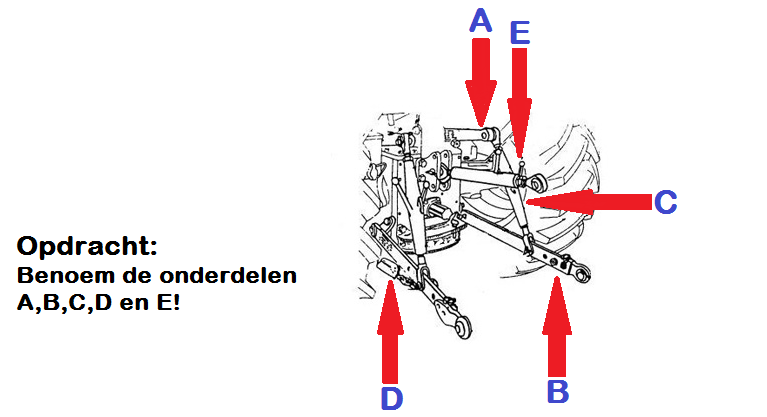 A
E
C
Opdracht:
Benoem de onderdelen
A,B,C,D en E!
D
B